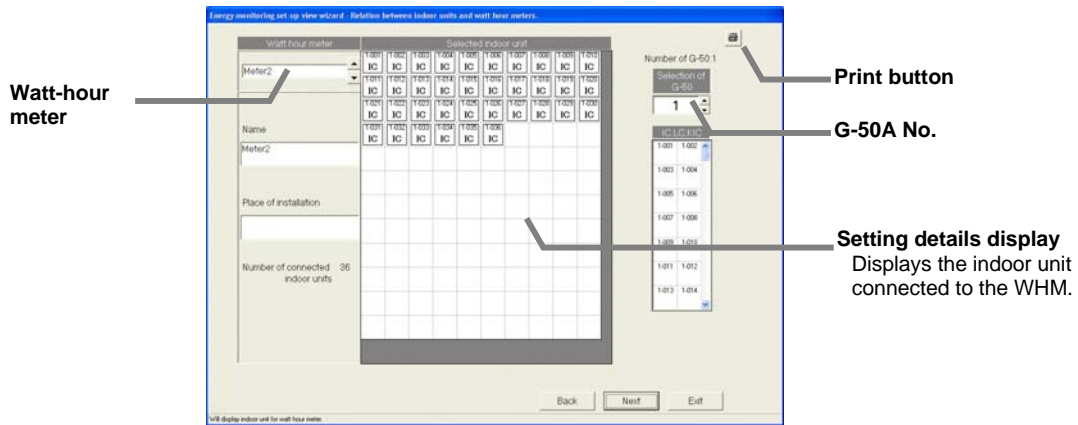 Energy monitoring set-up view wizard - Relation between Indoor units and watt hour meters.
Watt hour meter
Selected indoor unit
Meter2
1-001 1-002 1-003 1-004 1-005 1-006 1-007 1-008 1-009 1-010
IC IC IC IC IC IC IC IC IC IC
1-011 1-012 1-013 1-014 1-015 1-016 1-017 1-018 1-019 1-020
IC IC IC IC IC IC IC IC IC IC
1-021 1-022 1-023 1-024 1-025 1-026 1-027 1-028 1-029 1-030
IC IC IC IC IC IC IC IC IC IC
1-031 1-032 1-033 1-034 1-035 1-036
IC IC IC IC IC IC
Name
Meter2
Place of installation
Number of connected 36
indoor units
Number of G-50:1
Selection of
G-50
1
IC,LC,KIC
1-001 1-002
1-003 1-004
1-005 1-006
1-007 1-008
1-009 1-010
1-011 1-012
1-013 1-014
Back
Next
Exit
Will display indoor unit for watt hour meter.
Watt-hour
meter
Print button
G-50A No.
Setting details display
Displays the indoor unit
connected to the WHM.